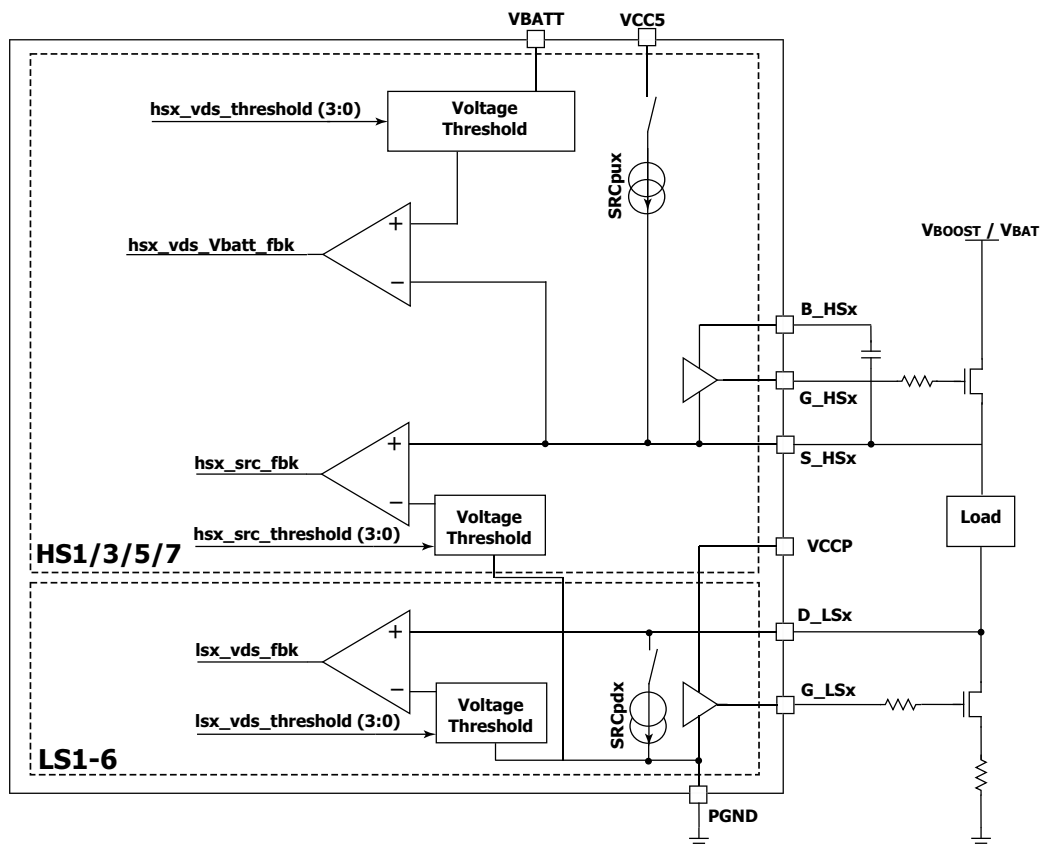 VBATT
VCC5
hsx_vds_threshold (3:0)
Voltage
Threshold
SRCpux
+
hsx_vds_Vbatt_fbk
−
VBOOST / VBAT
B_HSx
G_HSx
+
S_HSx
hsx_src_fbk
−
Voltage
Threshold
hsx_src_threshold (3:0)
Load
HS1/3/5/7
VCCP
D_LSx
+
lsx_vds_fbk
−
G_LSx
Voltage
Threshold
lsx_vds_threshold (3:0)
SRCpdx
LS1-6
PGND